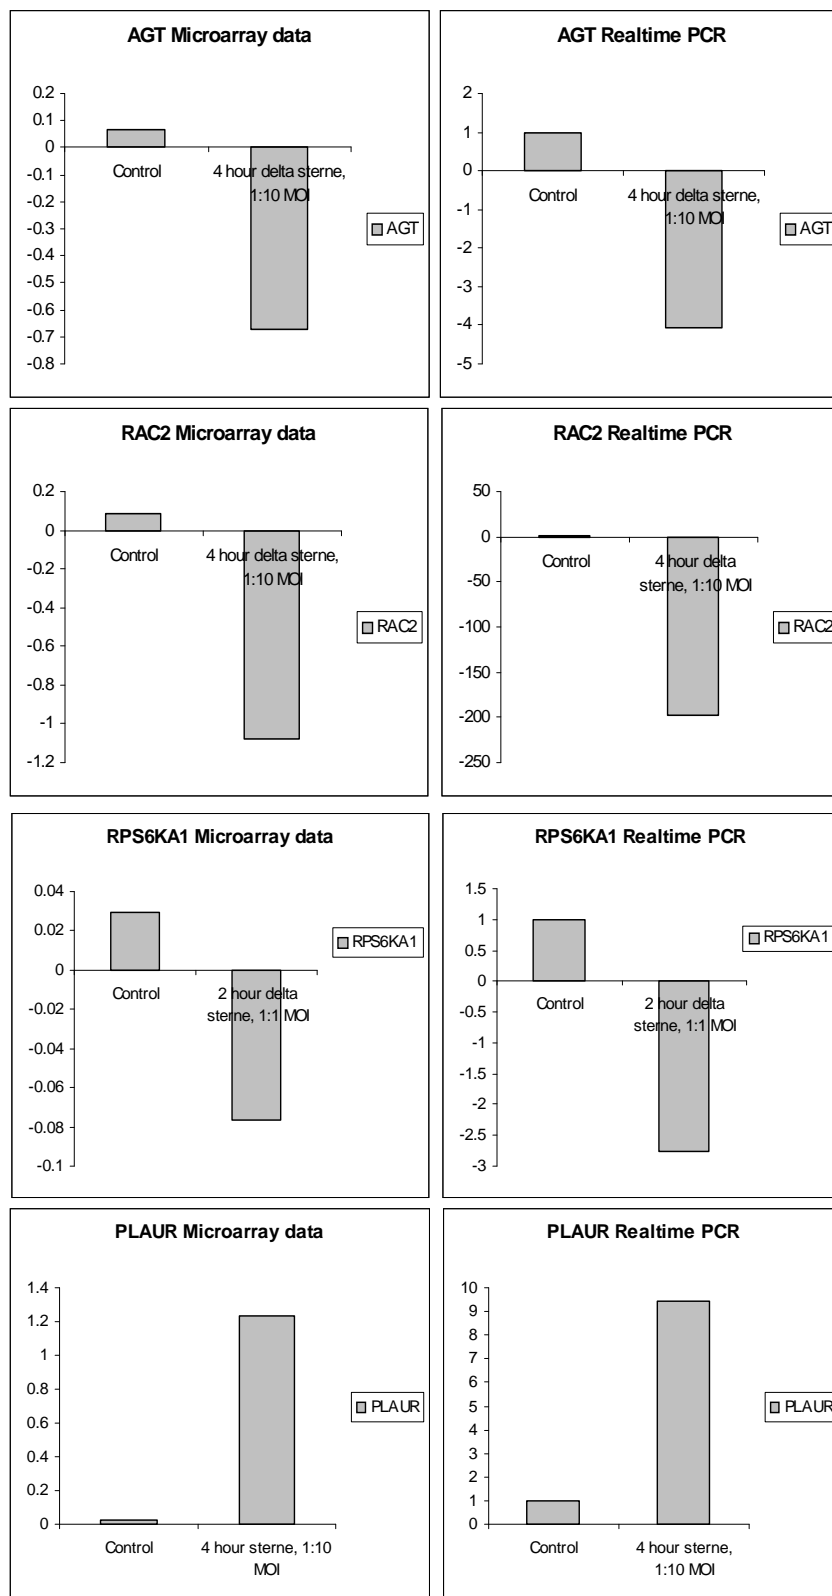 AGT Microarray data
0.2
0.1
0
-0.1
-0.2
-0.3
-0.4
-0.5
-0.6
-0.7
-0.8
Control
4 hour delta sterne,
1:10 MOI
AGT
AGT Realtime PCR
2
1
0
-1
-2
-3
-4
-5
Control
4 hour delta sterne,
1:10 MOI
AGT
RAC2 Microarray data
0.2
0
-0.2
-0.4
-0.6
-0.8
-1
-1.2
Control
4 hour delta sterne,
1:10 MOI
RAC2
RAC2 Realtime PCR
50
0
-50
-100
-150
-200
-250
Control
4 hour delta
sterne, 1:10 MOI
RAC2
RPS6KA1 Microarray data
0.04
0.02
0
-0.02
-0.04
-0.06
-0.08
-0.1
Control
2 hour delta
sterne, 1:1 MOI
RPS6KA1
RPS6KA1 Realtime PCR
1.5
1
0.5
0
-0.5
-1
-1.5
-2
-2.5
-3
Control
2 hour delta
sterne, 1:1 MOI
RPS6KA1
PLAUR Microarray data
1.4
1.2
1
0.8
0.6
0.4
0.2
0
Control
4 hour sterne, 1:10
MOI
PLAUR
PLAUR Realtime PCR
10
9
8
7
6
5
4
3
2
1
0
Control
4 hour sterne,
1:10 MOI
PLAUR